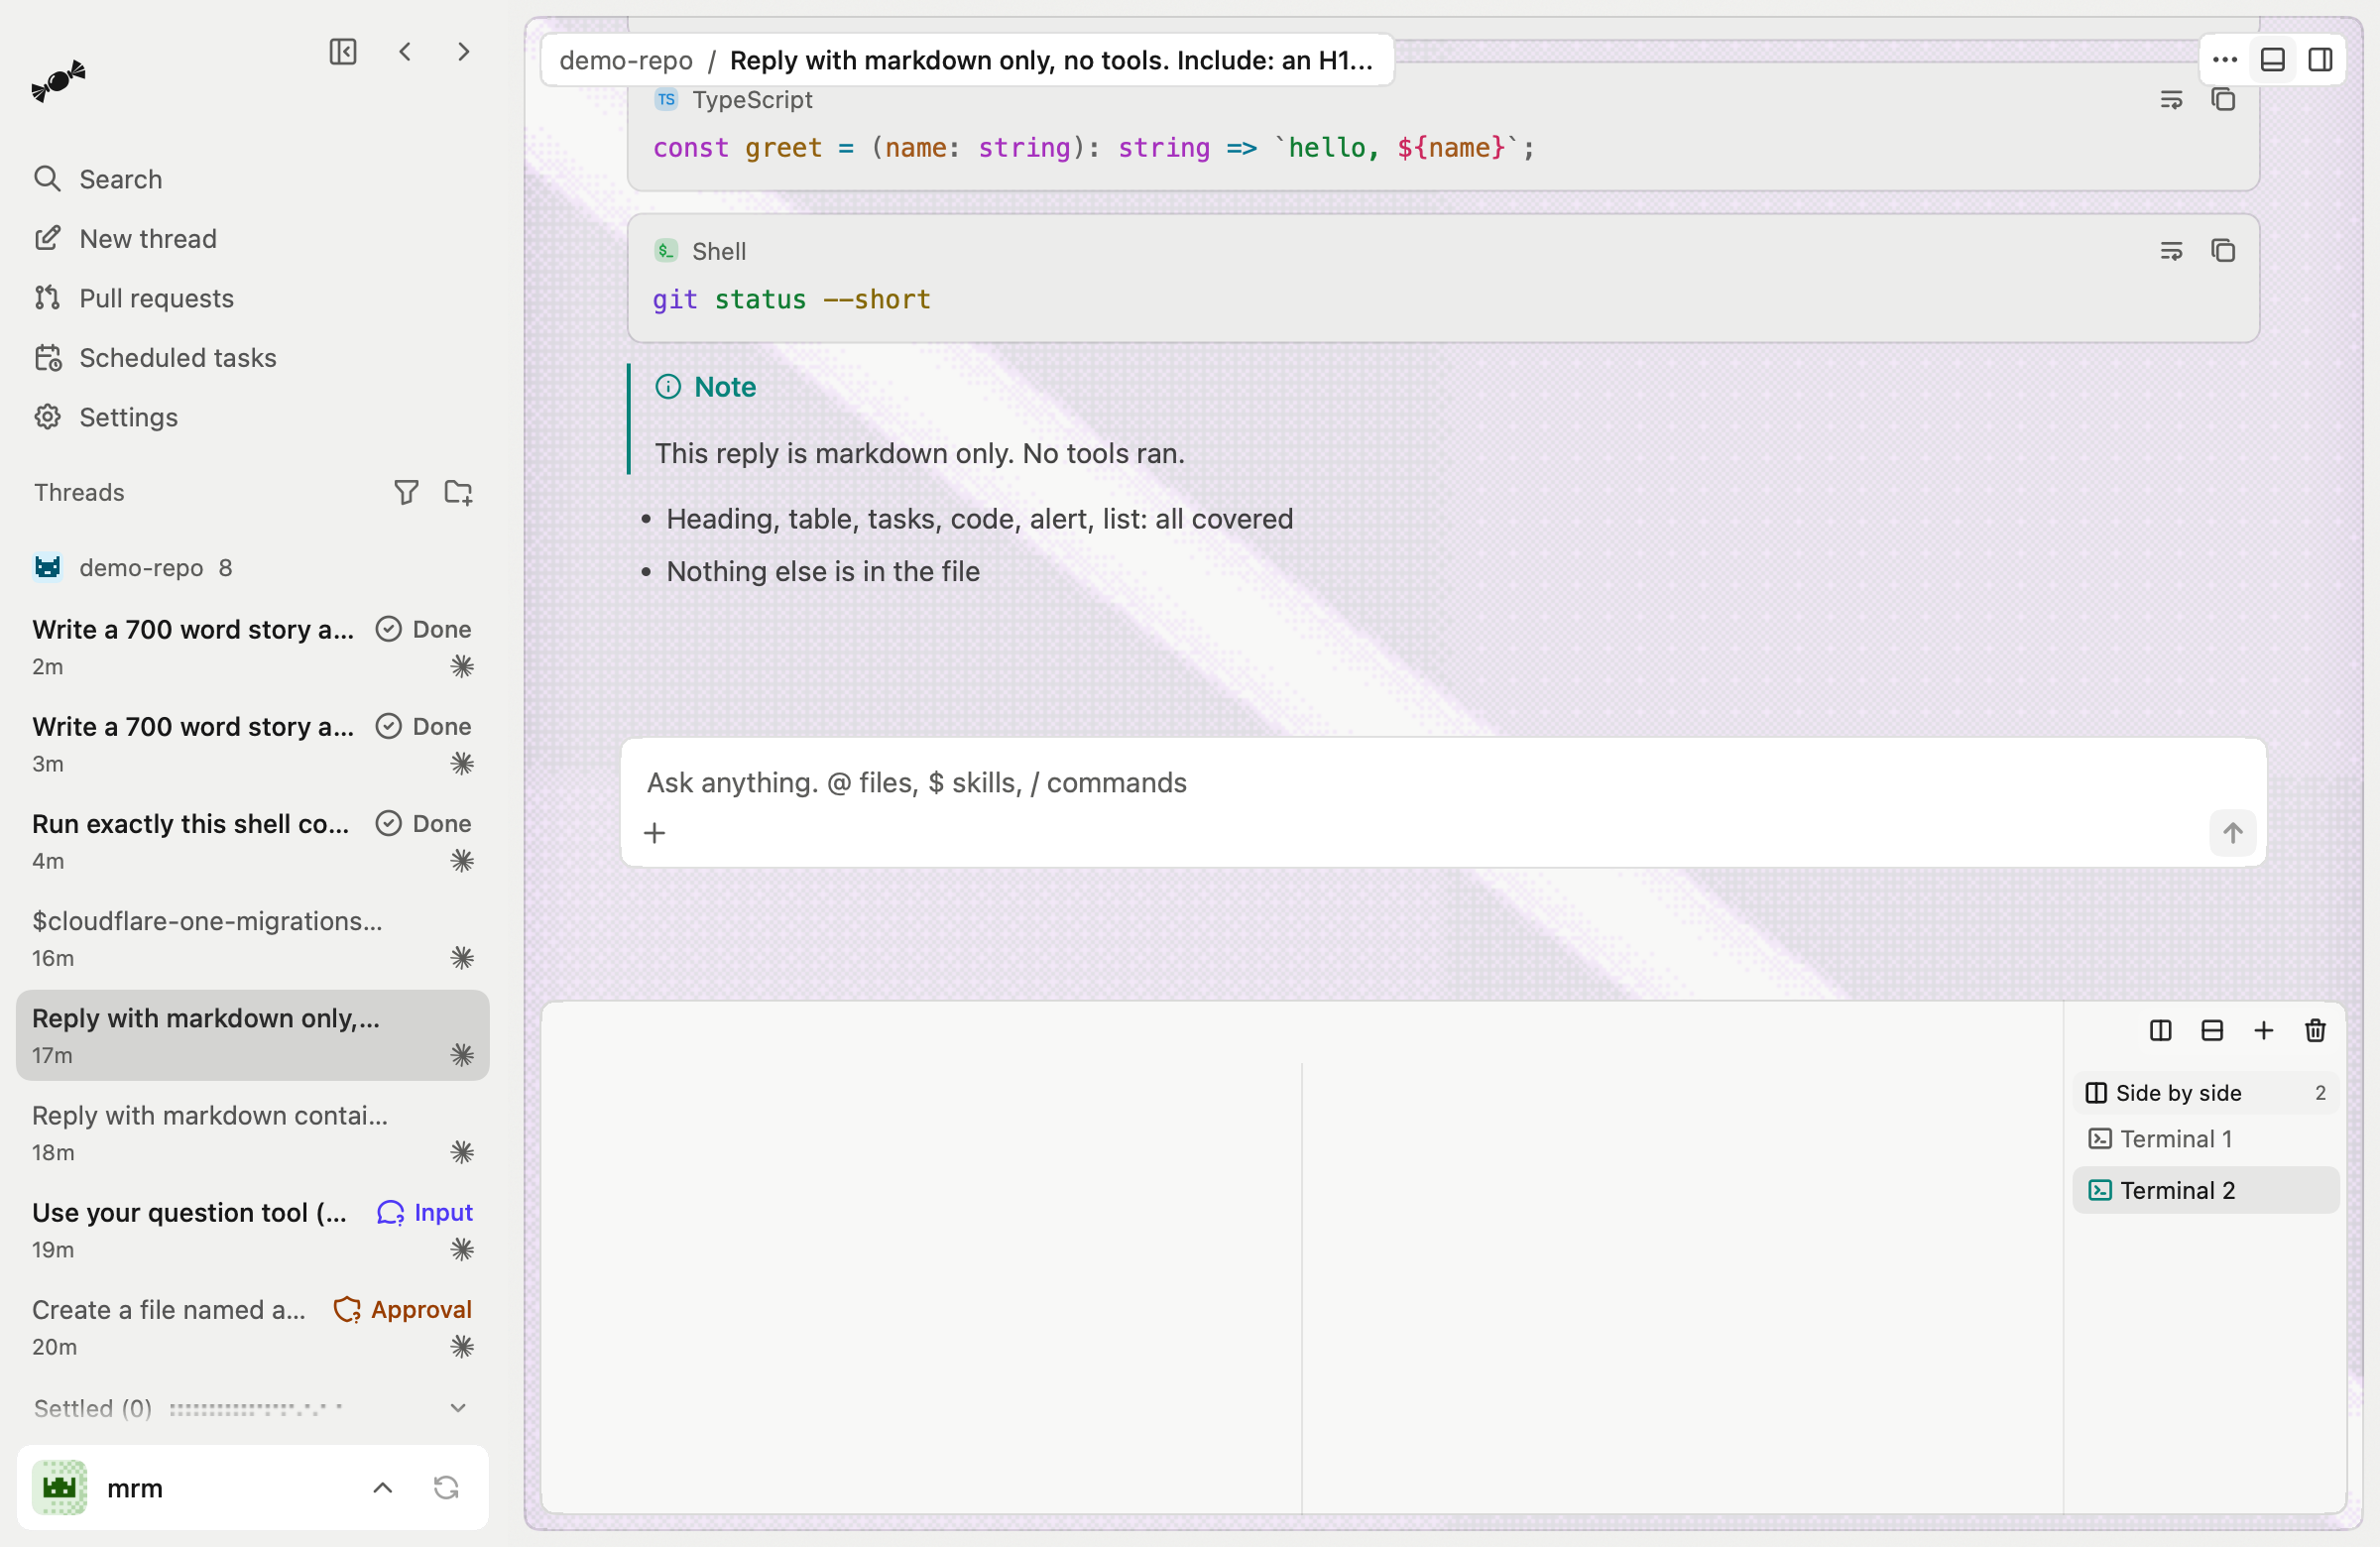 Search
New thread
Pull requests
Scheduled tasks
Settings
Threads
demo-repo 8
Write a 700 word story a... Done
2m
Write a 700 word story a... Done
3m
Run exactly this shell co... Done
4m
$cloudflare-one-migrations...
16m
Reply with markdown only,...
17m
Reply with markdown contai...
18m
Use your question tool (... Input
19m
Create a file named a... Approval
20m
Settled (0)
mrm
demo-repo / Reply with markdown only, no tools. Include: an H1...
TS TypeScript
const greet = (name: string): string => `hello, ${name}`;
$_ Shell
git status --short
Note
This reply is markdown only. No tools ran.
• Heading, table, tasks, code, alert, list: all covered
• Nothing else is in the file
Ask anything. @ files, $ skills, / commands
Side by side 2
Terminal 1
Terminal 2